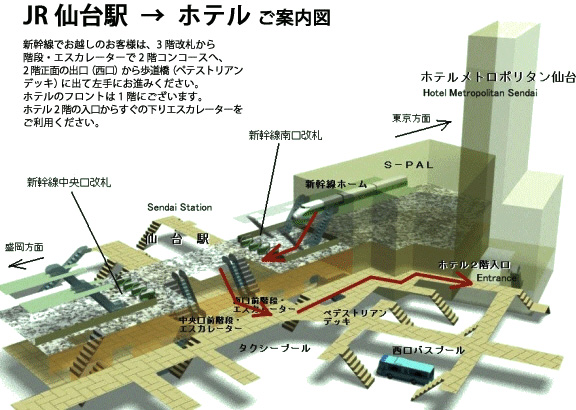 JR 仙台駅 → ホテル ご案内図
新幹線でお越しのお客様は、3階改札から
階段・エスカレーターで2階コンコースへ、
2階正面の出口（西口）から歩道橋（ペデストリアン
デッキ）に出て左手にお進みください。
ホテルのフロントは1階にございます。
ホテル2階の入口からすぐの下りエスカレーターを
ご利用ください。
ホテルメトロポリタン仙台
Hotel Metropolitan Sendai
東京方面
新幹線南口改札
S-PAL
新幹線ホーム
新幹線中央口改札
Sendai Station
仙台駅
盛岡方面
ホテル2階入口
Entrance
口前階段・
エスカレーター
中央口前階段・
エスカレーター
ペデストリアン
デッキ
タクシープール
西口バスプール